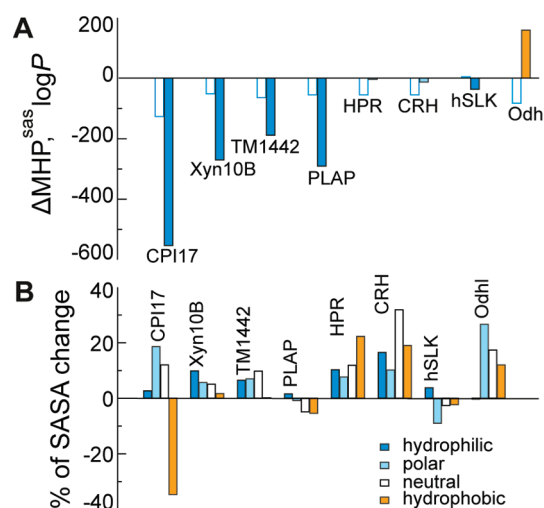 A
ΔMHP,ˢᵃˢ logP
200
0
-200
-400
-600
CPI17
Xyn10B
TM1442
PLAP
HPR
CRH
hSLK
Odh
B
% of SASA change
40
20
0
-20
-40
CPI17
Xyn10B
TM1442
PLAP
HPR
CRH
hSLK
Odhl
hydrophilic
polar
neutral
hydrophobic